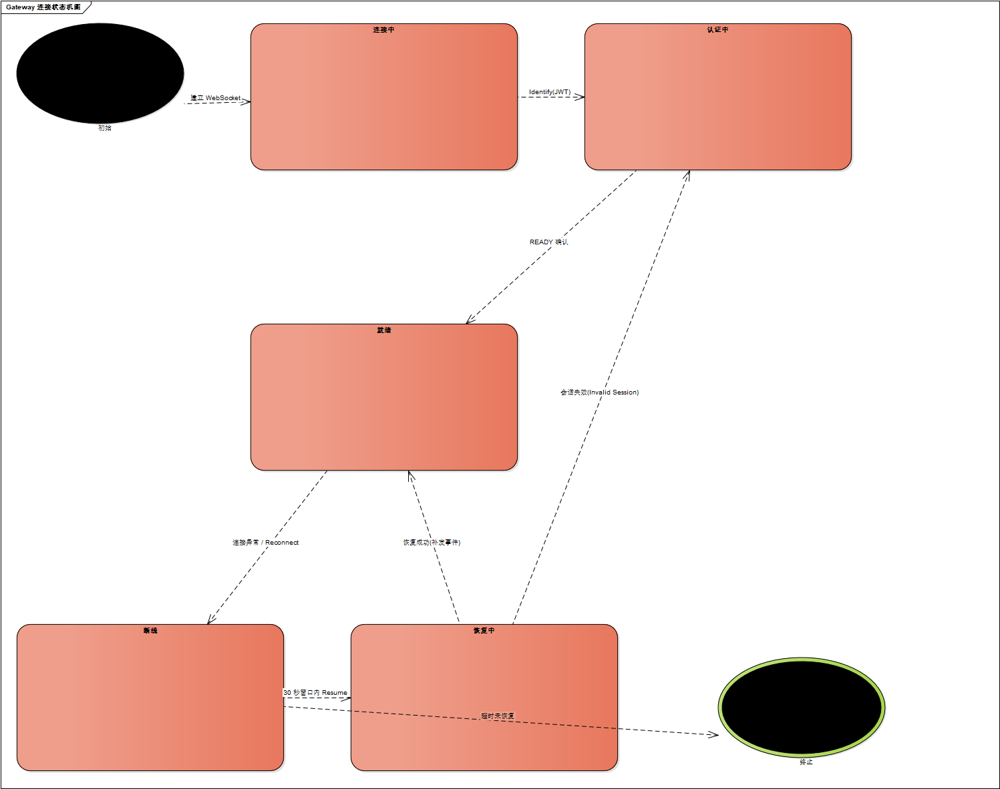 Gateway 连接状态机图
连接中
认证中
建立 WebSocket
Identify(JWT)
初始
READY 确认
就绪
会话失效(Invalid Session)
连接异常 / Reconnect
恢复成功(补发事件)
断线
恢复中
30 秒窗口内 Resume
超时未恢复
终止